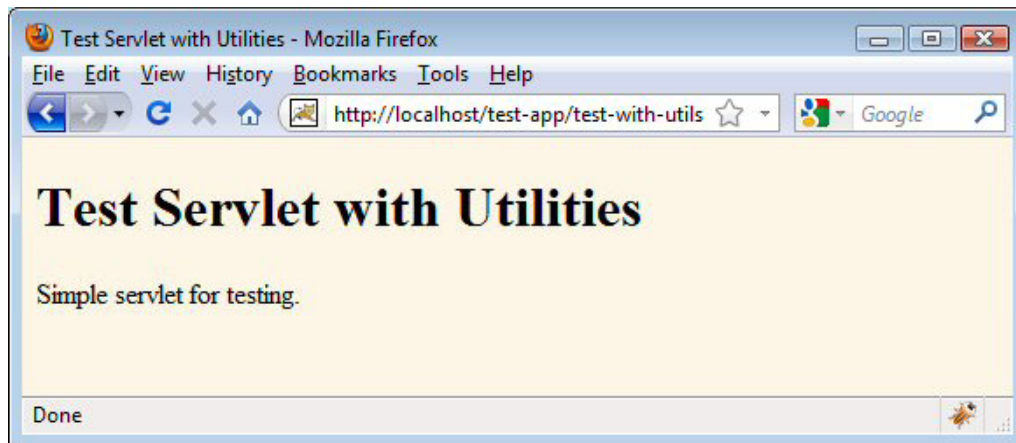 Test Servlet with Utilities - Mozilla Firefox
File Edit View History Bookmarks Tools Help
http://localhost/test-app/test-with-utils Google
Test Servlet with Utilities
Simple servlet for testing.
Done